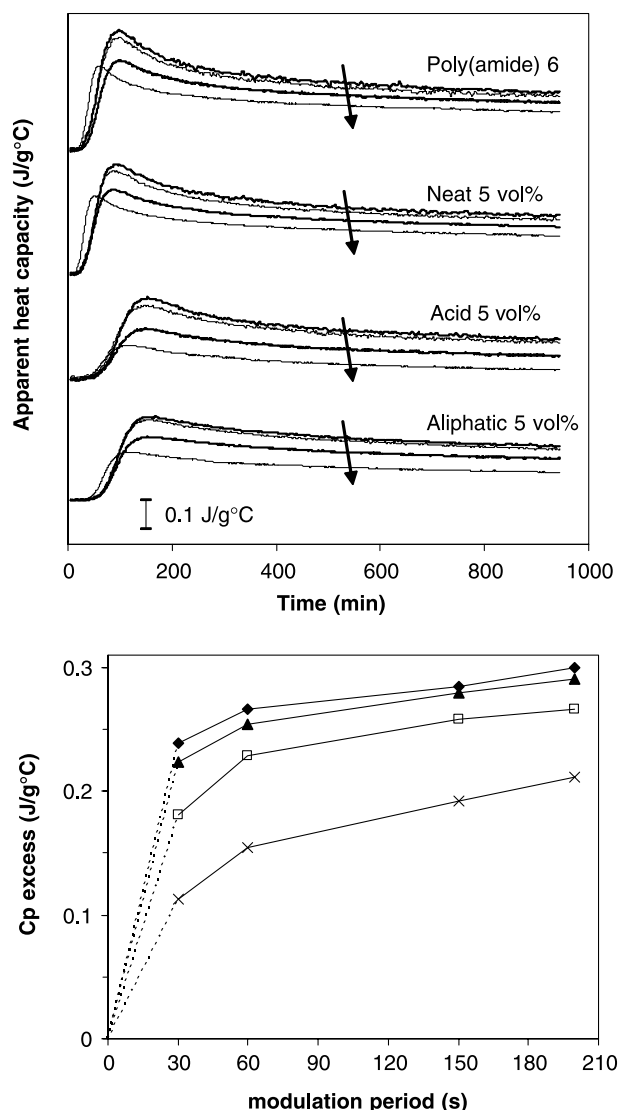 Apparent heat capacity (J/g°C)
Poly(amide) 6
Neat 5 vol%
Acid 5 vol%
Aliphatic 5 vol%
0.1 J/g°C
0 200 400 600 800 1000
Time (min)
Cp excess (J/g°C)
0.3
0.2
0.1
0
0 30 60 90 120 150 180 210
modulation period (s)